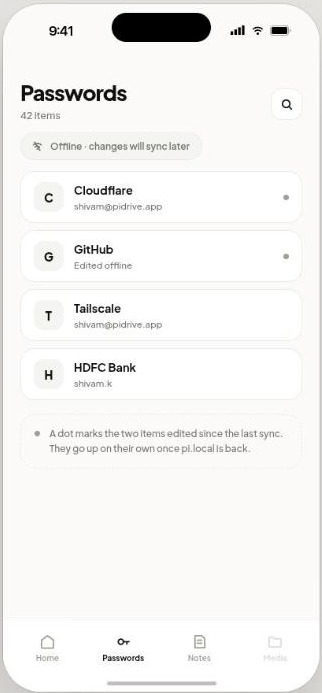 9:41
Passwords
42 items
Offline · changes will sync later
C
Cloudflare
shivam@pidrive.app
G
GitHub
Edited offline
T
Tailscale
shivam@pidrive.app
H
HDFC Bank
shivam.k
A dot marks the two items edited since the last sync.
They go up on their own once pi.local is back.
Home
Passwords
Notes
Media